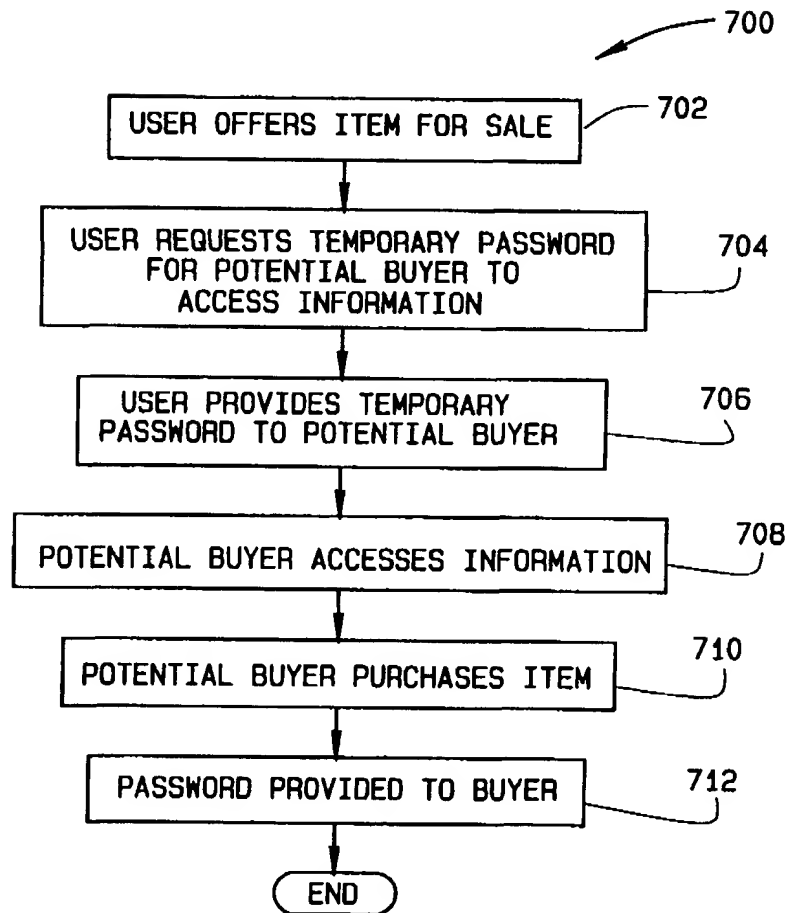 700
USER OFFERS ITEM FOR SALE
702
USER REQUESTS TEMPORARY PASSWORD
FOR POTENTIAL BUYER TO
ACCESS INFORMATION
704
USER PROVIDES TEMPORARY
PASSWORD TO POTENTIAL BUYER
706
POTENTIAL BUYER ACCESSES INFORMATION
708
POTENTIAL BUYER PURCHASES ITEM
710
PASSWORD PROVIDED TO BUYER
712
END